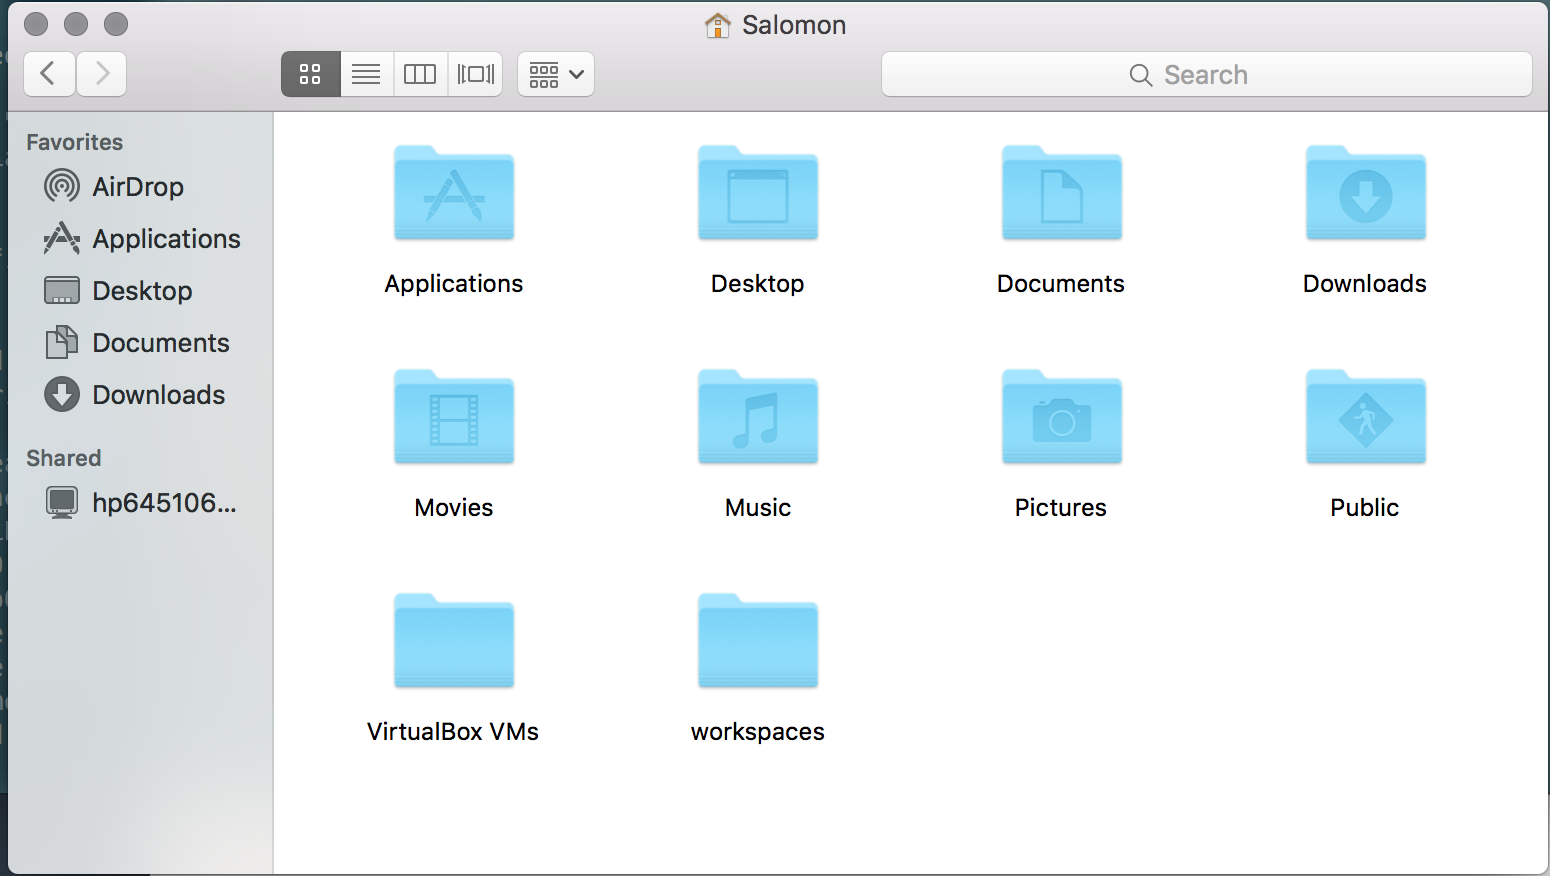 Salomon
Search
Favorites
AirDrop
Applications
Desktop
Documents
Downloads
Shared
hp645106...
Applications Desktop Documents Downloads
Movies Music Pictures Public
VirtualBox VMs workspaces